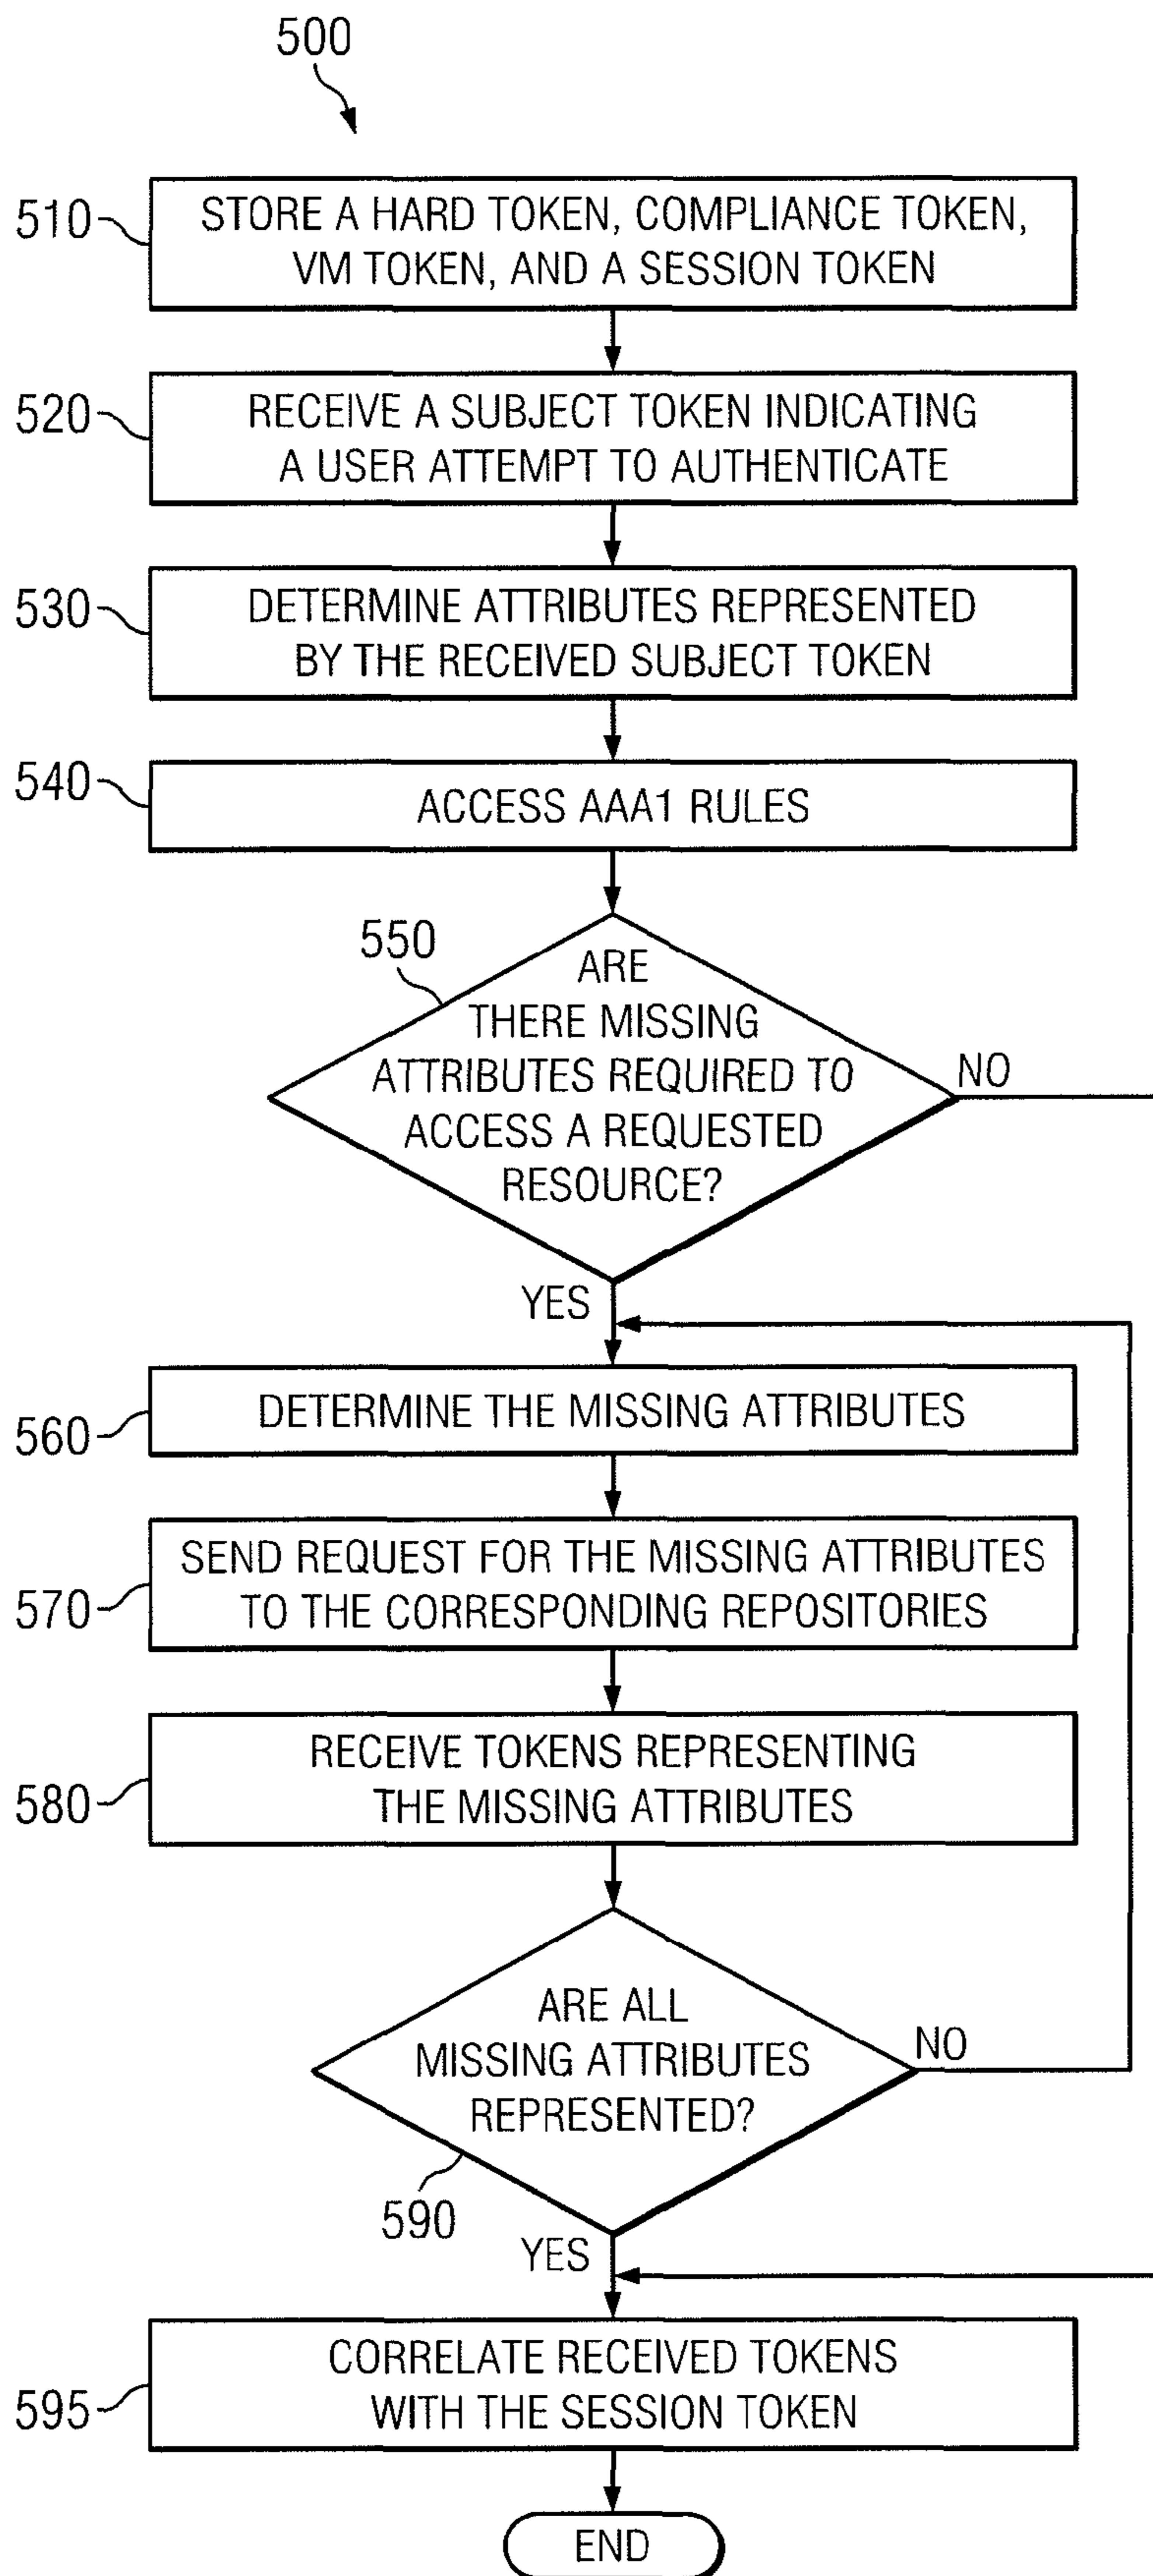 500
510
STORE A HARD TOKEN, COMPLIANCE TOKEN,
VM TOKEN, AND A SESSION TOKEN
520
RECEIVE A SUBJECT TOKEN INDICATING
A USER ATTEMPT TO AUTHENTICATE
530
DETERMINE ATTRIBUTES REPRESENTED
BY THE RECEIVED SUBJECT TOKEN
540
ACCESS AAA1 RULES
550
ARE
THERE MISSING
ATTRIBUTES REQUIRED TO
ACCESS A REQUESTED
RESOURCE?
NO
YES
560
DETERMINE THE MISSING ATTRIBUTES
570
SEND REQUEST FOR THE MISSING ATTRIBUTES
TO THE CORRESPONDING REPOSITORIES
580
RECEIVE TOKENS REPRESENTING
THE MISSING ATTRIBUTES
ARE ALL
MISSING ATTRIBUTES
REPRESENTED?
NO
590
YES
595
CORRELATE RECEIVED TOKENS
WITH THE SESSION TOKEN
END